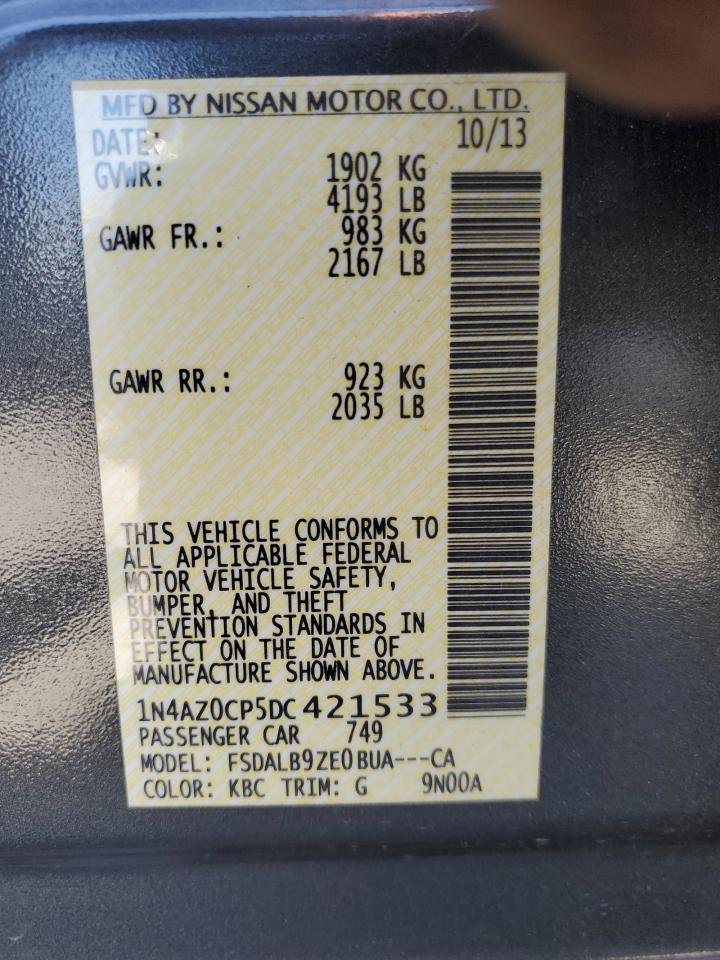 MFD BY NISSAN MOTOR CO., LTD.
DATE: 10/13
GVWR: 1902 KG
4193 LB
GAWR FR.: 983 KG
2167 LB
GAWR RR.: 923 KG
2035 LB
THIS VEHICLE CONFORMS TO
ALL APPLICABLE FEDERAL
MOTOR VEHICLE SAFETY,
BUMPER, AND THEFT
PREVENTION STANDARDS IN
EFFECT ON THE DATE OF
MANUFACTURE SHOWN ABOVE.
1N4AZ0CP5DC421533
PASSENGER CAR 749
MODEL: FSDALB9ZE0BUA---CA
COLOR: KBC TRIM: G 9N00A